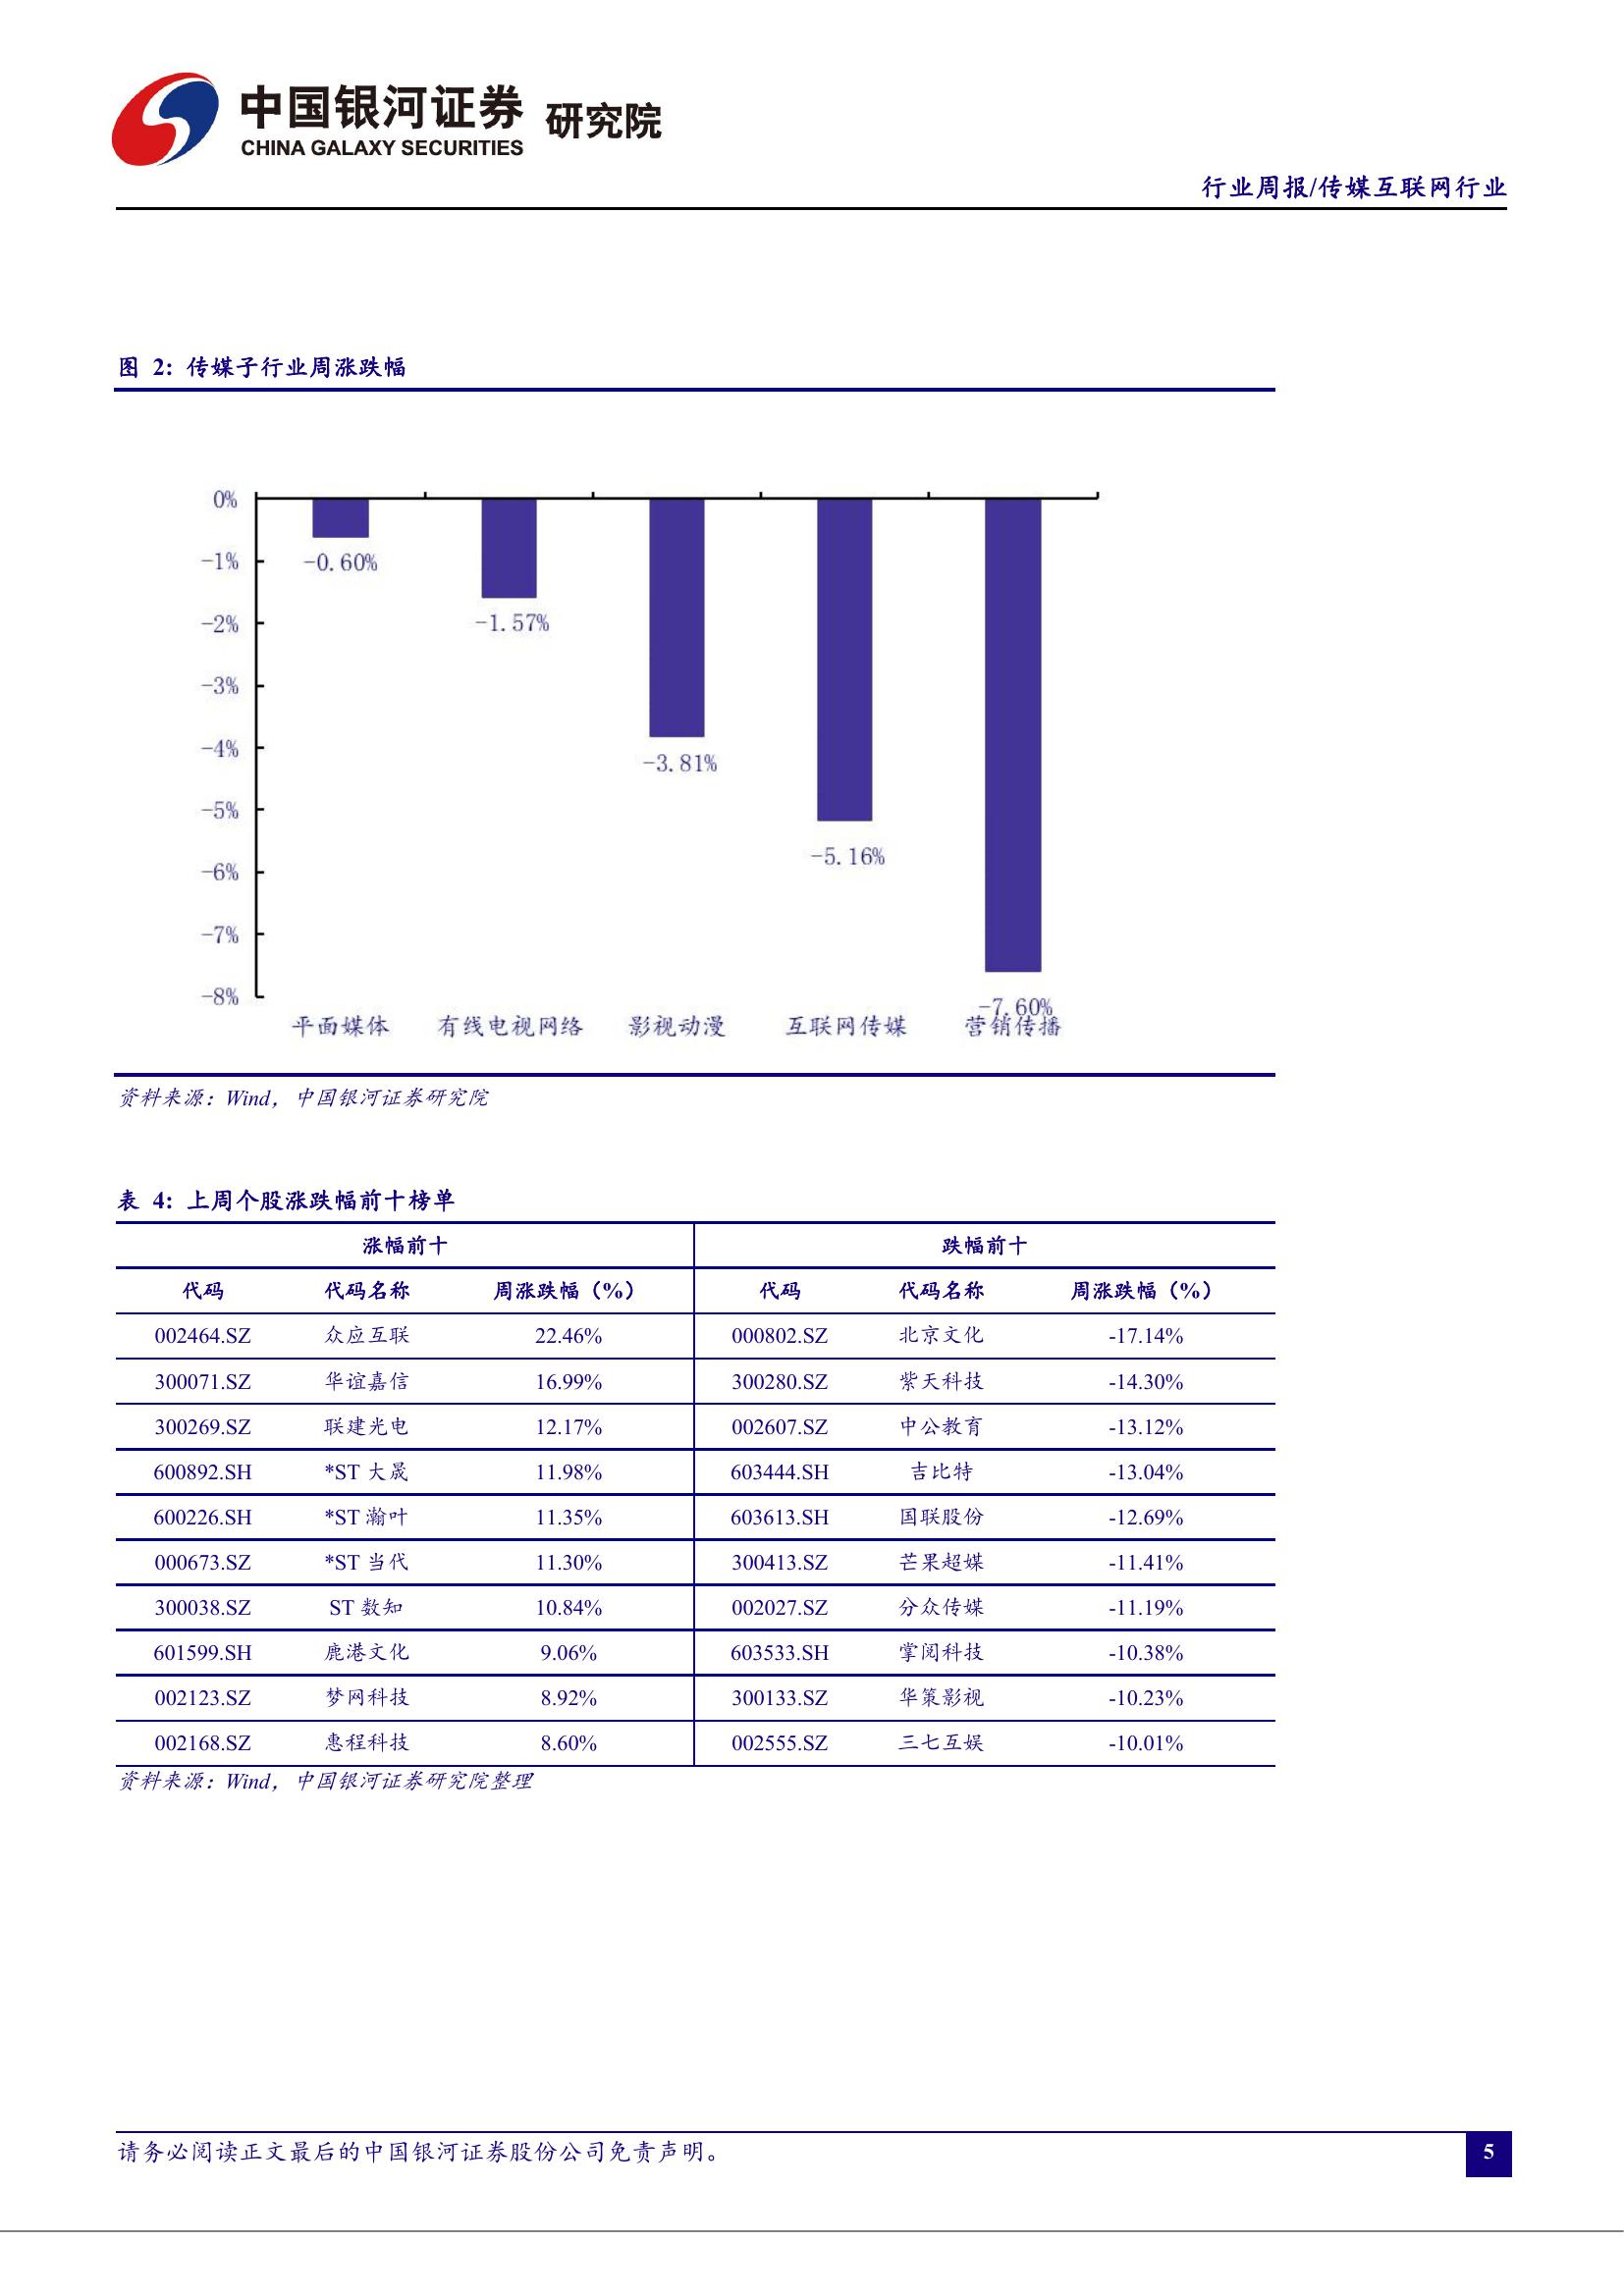 中国银河证券 研究院
CHINA GALAXY SECURITIES
行业周报/传媒互联网行业
图 2: 传媒子行业周涨跌幅
0%
-1%
-2%
-3%
-4%
-5%
-6%
-7%
-8%
-0.60%
-1.57%
-3.81%
-5.16%
-7.60%
平面媒体 有线电视网络 影视动漫 互联网传媒 营销传播
资料来源：Wind，中国银河证券研究院
表 4: 上周个股涨跌幅前十榜单
涨幅前十 跌幅前十
代码 代码名称 周涨跌幅（%） 代码 代码名称 周涨跌幅（%）
002464.SZ 众应互联 22.46% 000802.SZ 北京文化 -17.14%
300071.SZ 华谊嘉信 16.99% 300280.SZ 紫天科技 -14.30%
300269.SZ 联建光电 12.17% 002607.SZ 中公教育 -13.12%
600892.SH *ST 大晟 11.98% 603444.SH 吉比特 -13.04%
600226.SH *ST 瀚叶 11.35% 603613.SH 国联股份 -12.69%
000673.SZ *ST 当代 11.30% 300413.SZ 芒果超媒 -11.41%
300038.SZ ST 数知 10.84% 002027.SZ 分众传媒 -11.19%
601599.SH 鹿港文化 9.06% 603533.SH 掌阅科技 -10.38%
002123.SZ 梦网科技 8.92% 300133.SZ 华策影视 -10.23%
002168.SZ 惠程科技 8.60% 002555.SZ 三七互娱 -10.01%
资料来源：Wind，中国银河证券研究院整理
请务必阅读正文最后的中国银河证券股份公司免责声明。
5